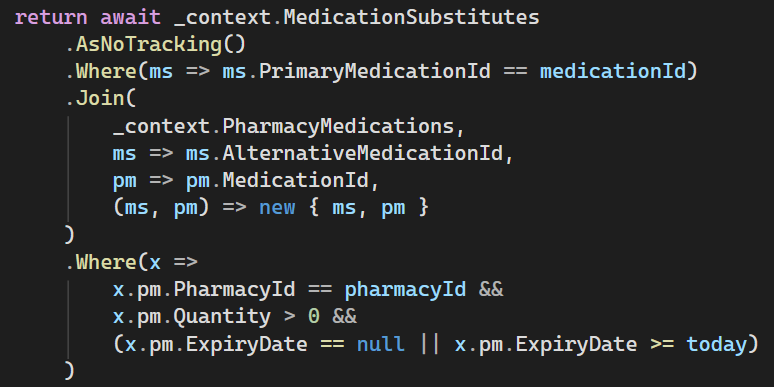 return await _context.MedicationSubstitutes
    .AsNoTracking()
    .Where(ms => ms.PrimaryMedicationId == medicationId)
    .Join(
        _context.PharmacyMedications,
        ms => ms.AlternativeMedicationId,
        pm => pm.MedicationId,
        (ms, pm) => new { ms, pm }
    )
    .Where(x =>
        x.pm.PharmacyId == pharmacyId &&
        x.pm.Quantity > 0 &&
        (x.pm.ExpiryDate == null || x.pm.ExpiryDate >= today)
    )